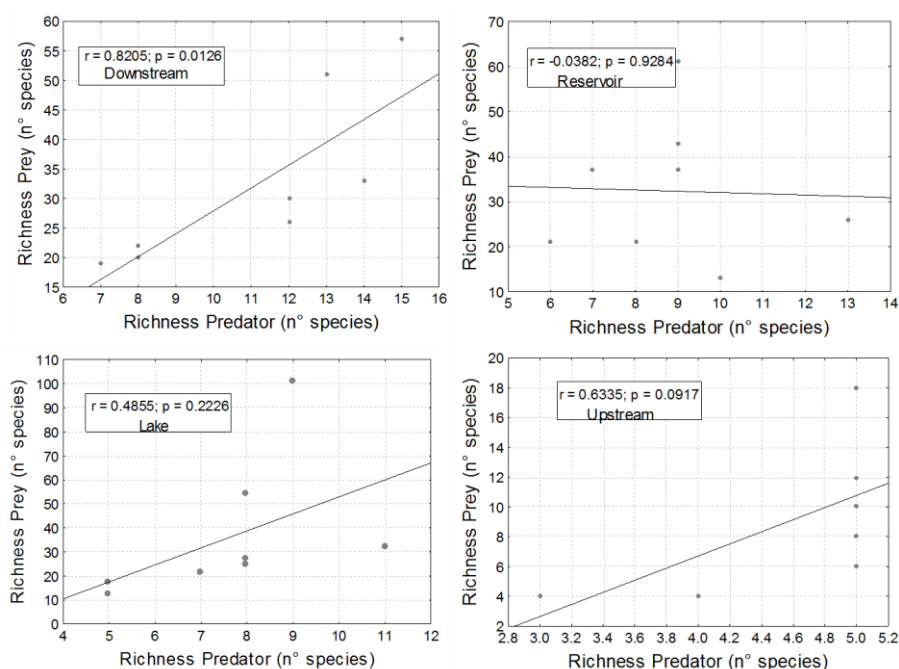 60
55
50
45
40
35
30
25
20
15
Richness Prey (n° species)
r = 0.8205; p = 0.0126
Downstream
6 7 8 9 10 11 12 13 14 15 16
Richness Predator (n° species)
70
60
50
40
30
20
10
Richness Prey (n° species)
r = -0.0382; p = 0.9284
Reservoir
5 6 7 8 9 10 11 12 13 14
Richness Predator (n° species)
110
100
90
80
70
60
50
40
30
20
10
0
Richness Prey (n° species)
r = 0.4855; p = 0.2226
Lake
4 5 6 7 8 9 10 11 12
Richness Predator (n° species)
20
18
16
14
12
10
8
6
4
2
Richness Prey (n° species)
r = 0.6335; p = 0.0917
Upstream
2.8 3.0 3.2 3.4 3.6 3.8 4.0 4.2 4.4 4.6 4.8 5.0 5.2
Richness Predator (n° species)